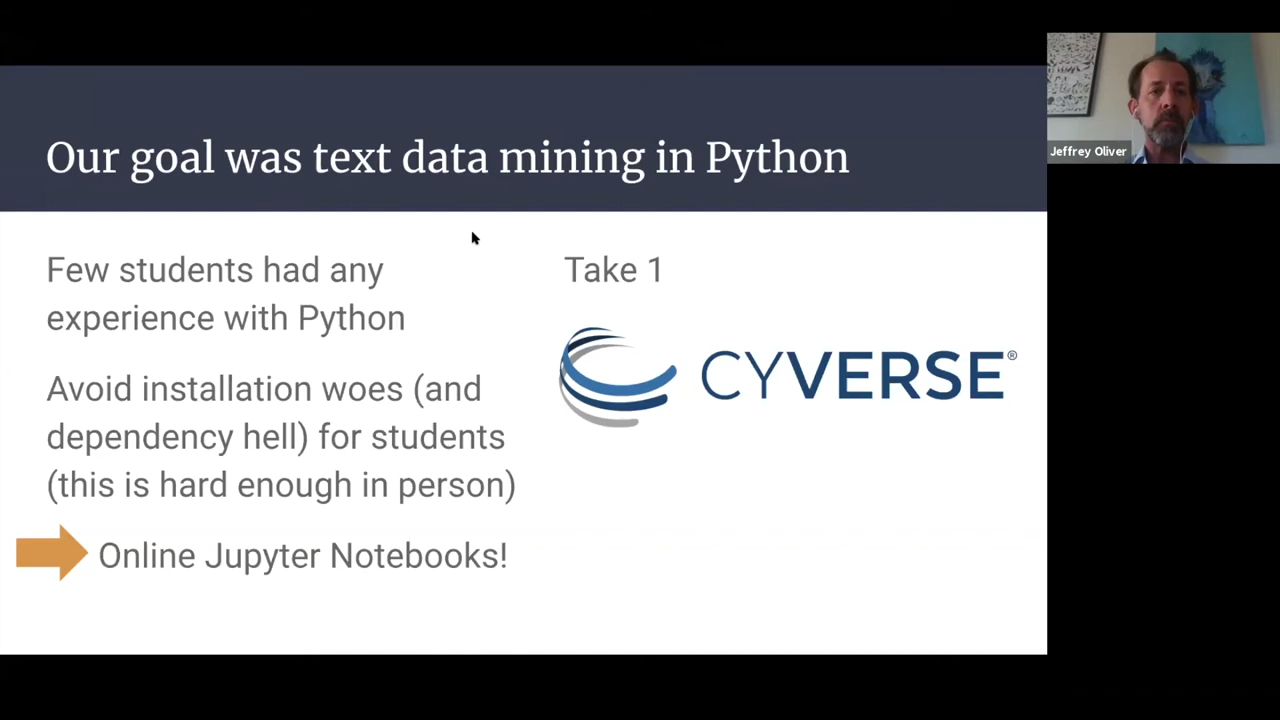 Our goal was text data mining in Python
Few students had any
experience with Python
Avoid installation woes (and
dependency hell) for students
(this is hard enough in person)
Online Jupyter Notebooks!
Take 1
CYVERSE®
Jeffrey Oliver